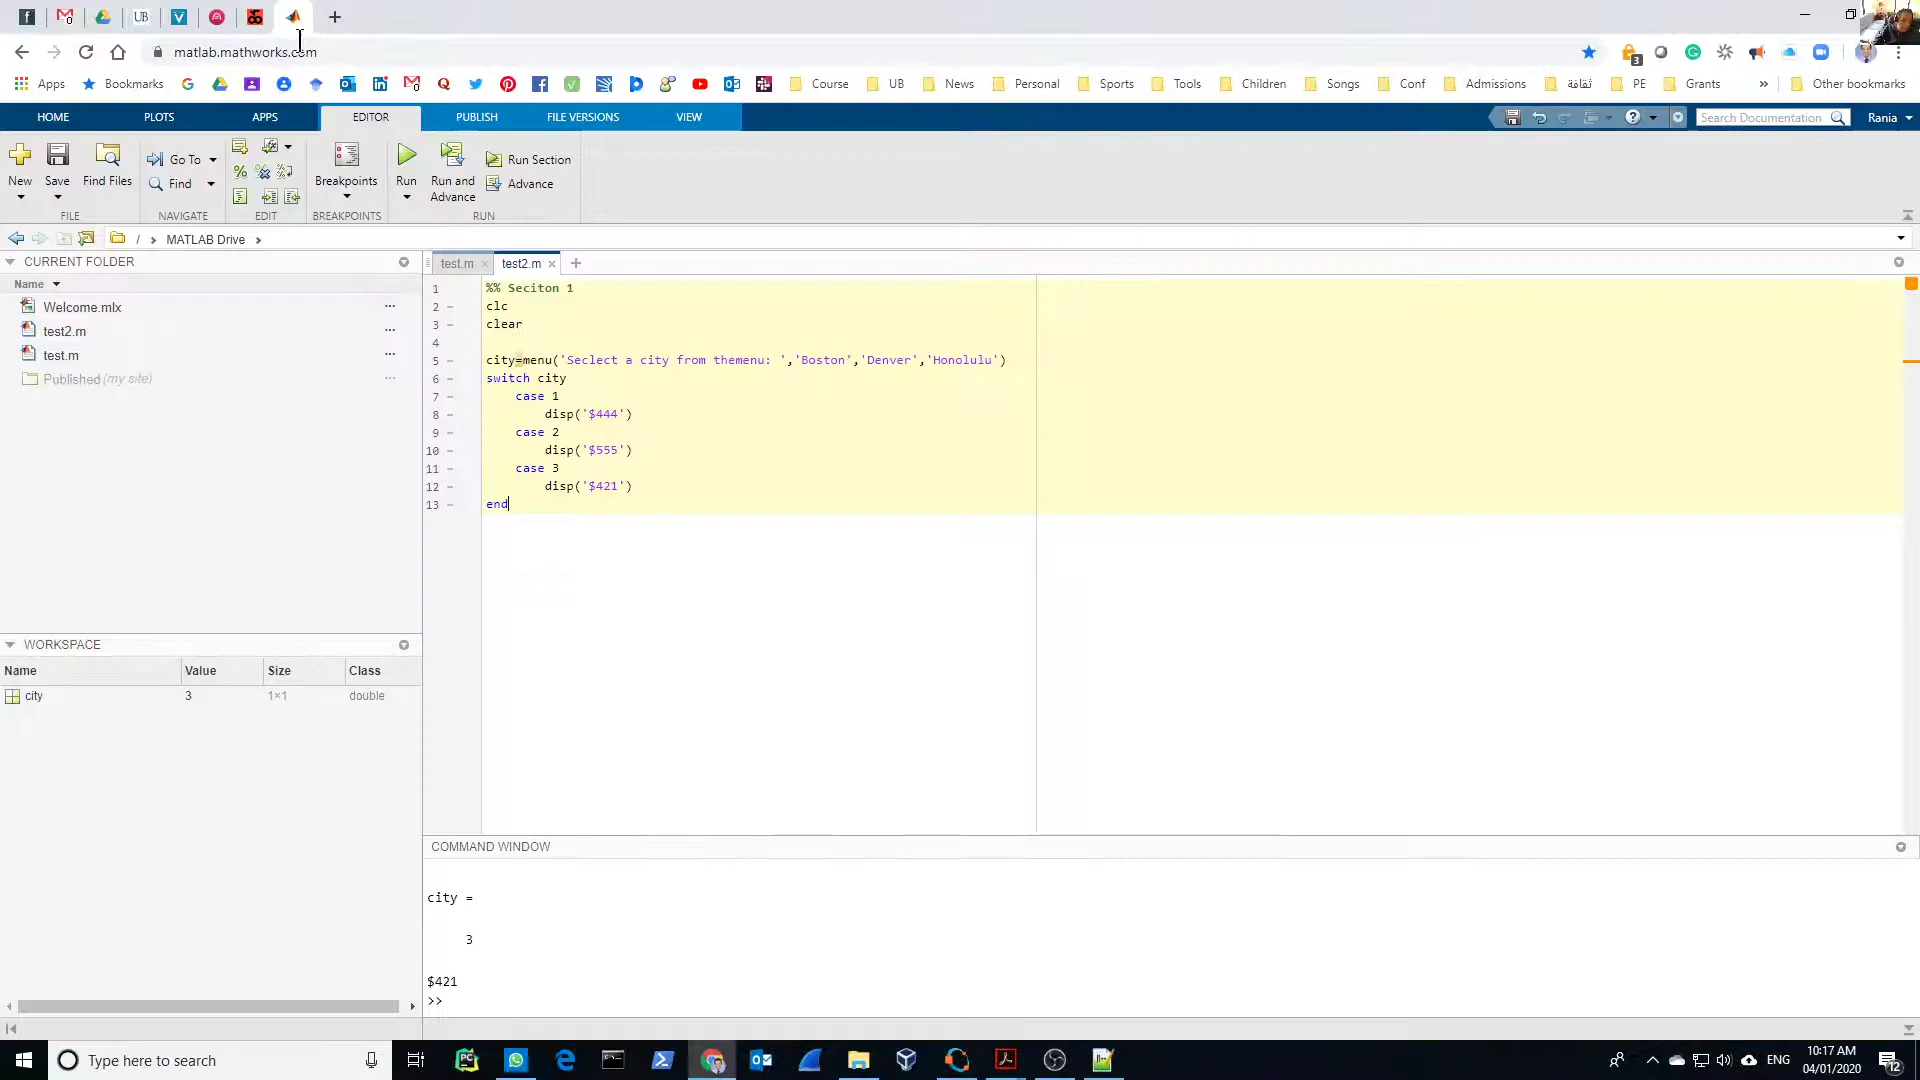 matlab.mathworks.com
Apps Bookmarks Course UB News Personal Sports Tools Children Songs Conf Admissions ثقافة PE Grants » Other bookmarks
HOME PLOTS APPS EDITOR PUBLISH FILE VERSIONS VIEW Search Documentation Rania
New Save Find Files Go To Find Breakpoints Run Run and Advance Run Section Advance
FILE NAVIGATE EDIT BREAKPOINTS RUN
/ › MATLAB Drive ›
CURRENT FOLDER
Name
Welcome.mlx
test2.m
test.m
Published (my site)
WORKSPACE
Name Value Size Class
city 3 1×1 double
test.m test2.m
1 %% Seciton 1
2 clc
3 clear
4
5 city=menu('Seclect a city from themenu: ','Boston','Denver','Honolulu')
6 switch city
7 case 1
8 disp('$444')
9 case 2
10 disp('$555')
11 case 3
12 disp('$421')
13 end
COMMAND WINDOW
city =
3
$421
>>
Type here to search
ENG
10:17 AM
04/01/2020
12